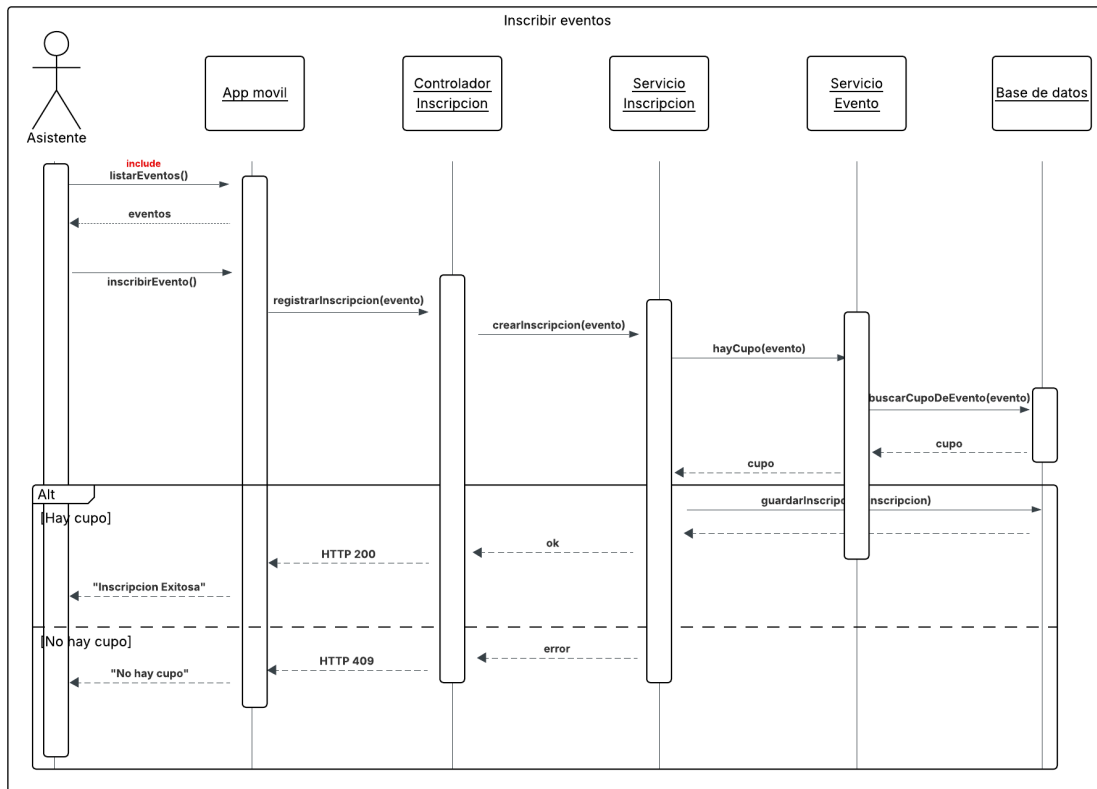 Inscribir eventos
Asistente
App movil
Controlador
Inscripcion
Servicio
Inscripcion
Servicio
Evento
Base de datos
include
listarEventos()
eventos
inscribirEvento()
registrarInscripcion(evento)
crearInscripcion(evento)
hayCupo(evento)
buscarCupoDeEvento(evento)
cupo
cupo
Alt
[Hay cupo]
guardarInscripc nscripcion)
ok
HTTP 200
"Inscripcion Exitosa"
[No hay cupo]
error
HTTP 409
"No hay cupo"